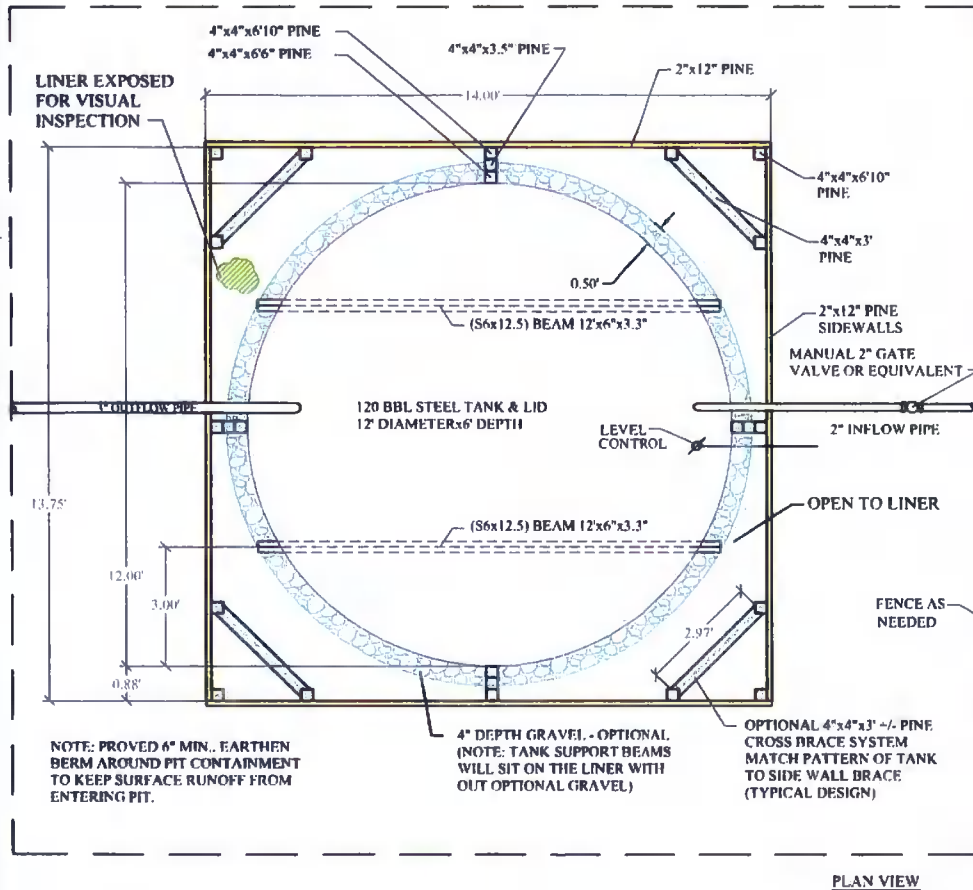 4"x4"x6'10" PINE
4"x4"x6'6" PINE
4"x4"x3.5" PINE
2"x12" PINE
LINER EXPOSED
FOR VISUAL
INSPECTION
14.00'
4"x4"x6'10"
PINE
4"x4"x3'
PINE
0.50'
(S6x12.5) BEAM 12'x6"x3.3"
2"x12" PINE
SIDEWALLS
MANUAL 2" GATE
VALVE OR EQUIVALENT
OUTFLOW PIPE
120 BBL STEEL TANK & LID
12' DIAMETERx6' DEPTH
LEVEL
CONTROL
2" INFLOW PIPE
13.75'
OPEN TO LINER
(S6x12.5) BEAM 12'x6"x3.3"
12.00'
3.00'
2.97'
FENCE AS
NEEDED
0.88'
NOTE: PROVED 6" MIN., EARTHEN
BERM AROUND PIT CONTAINMENT
TO KEEP SURFACE RUNOFF FROM
ENTERING PIT.
4" DEPTH GRAVEL - OPTIONAL
(NOTE: TANK SUPPORT BEAMS
WILL SIT ON THE LINER WITH
OUT OPTIONAL GRAVEL)
OPTIONAL 4"x4"x3' +/- PINE
CROSS BRACE SYSTEM
MATCH PATTERN OF TANK
TO SIDE WALL BRACE
(TYPICAL DESIGN)
PLAN VIEW